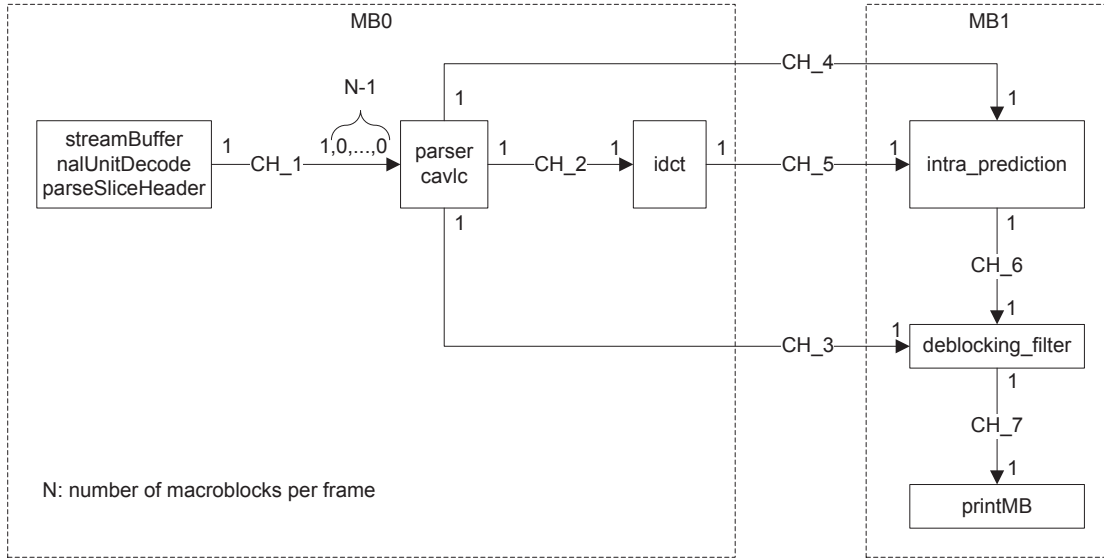 MB0
MB1
CH_4
1
1
N-1
streamBuffer
nalUnitDecode
parseSliceHeader
1
CH_1
1,0,...,0
parser
cavlc
1
CH_2
1
idct
1
CH_5
1
intra_prediction
1
1
CH_6
1
CH_3
1
deblocking_filter
1
CH_7
1
printMB
N: number of macroblocks per frame